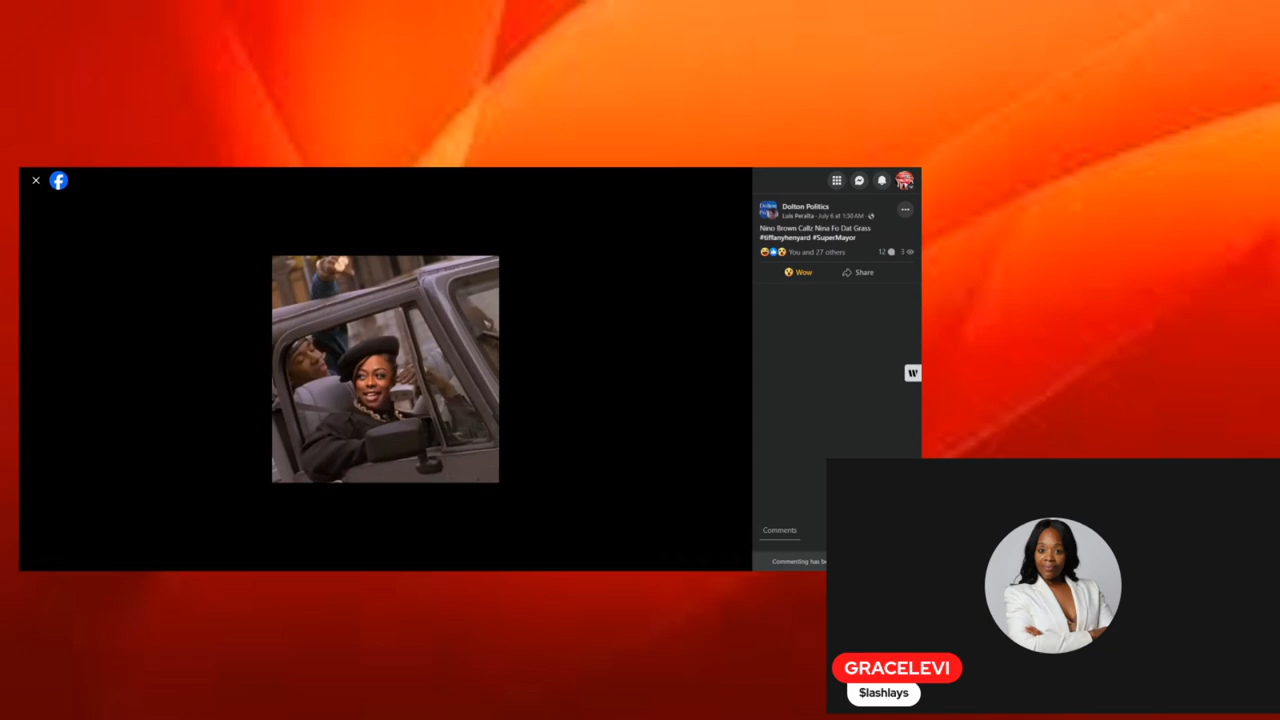 Dolton Politics
Luis Peralta · July 6 at 1:30 AM ·
Nino Brown Callz Nina Fo Dat Grass
#tiffanyhenyard #SuperMayor
You and 27 others
12
3
Wow
Share
W
Comments
Commenting has be
GRACELEVI
$lashlays